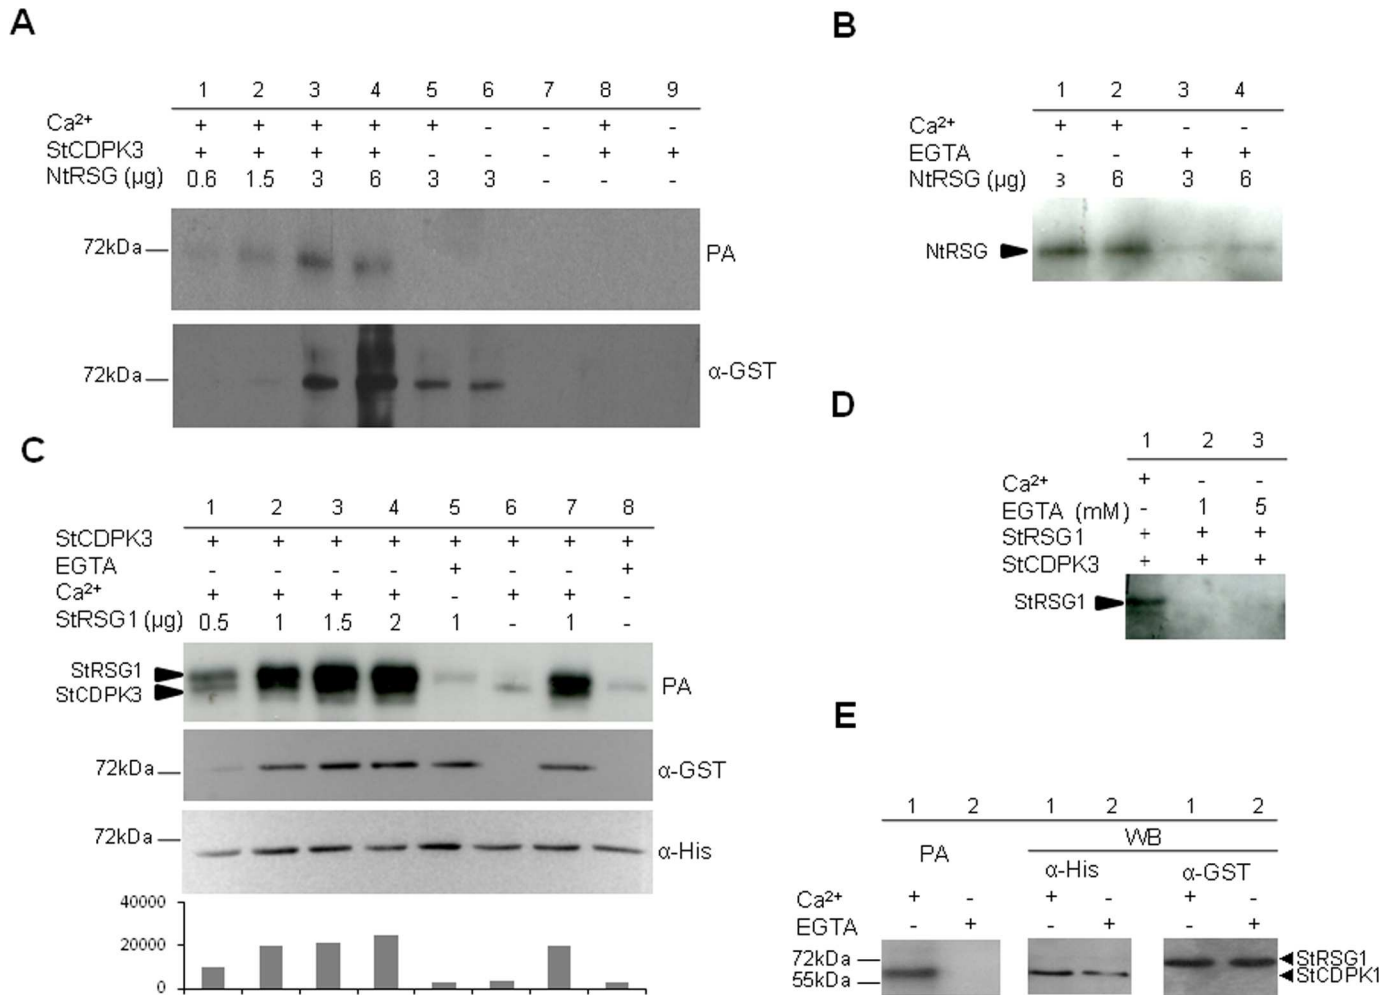 A
1 2 3 4 5 6 7 8 9
Ca²⁺ + + + + + - - + -
StCDPK3 + + + + - - - + +
NtRSG (µg) 0.6 1.5 3 6 3 3 - - -
72kDa
PA
72kDa
α-GST
B
1 2 3 4
Ca²⁺ + + - -
EGTA - - + +
NtRSG (µg) 3 6 3 6
NtRSG
C
1 2 3 4 5 6 7 8
StCDPK3 + + + + + + + +
EGTA - - - - + - - +
Ca²⁺ + + + + - + + -
StRSG1 (µg) 0.5 1 1.5 2 1 - 1 -
StRSG1
StCDPK3
PA
72kDa
α-GST
72kDa
α-His
40000
20000
0
D
1 2 3
Ca²⁺ + - -
EGTA (mM) - 1 5
StRSG1 + + +
StCDPK3 + + +
StRSG1
E
1 2 1 2 1 2
PA
WB
α-His α-GST
Ca²⁺ + - + - + -
EGTA - + - + - +
72kDa
55kDa
StRSG1
StCDPK1